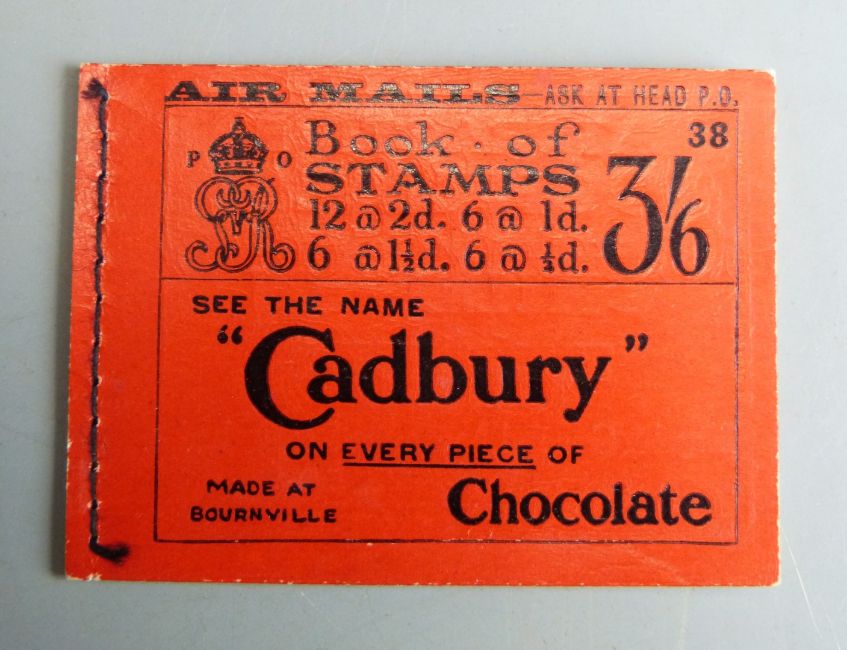 AIR MAILS—ASK AT HEAD P.O.
38
P O
GRV
Book · of
STAMPS
12 @ 2d. 6 @ 1d.
6 @ 1½d. 6 @ ½d.
3/6
SEE THE NAME
"Cadbury"
ON EVERY PIECE OF
MADE AT
BOURNVILLE
Chocolate